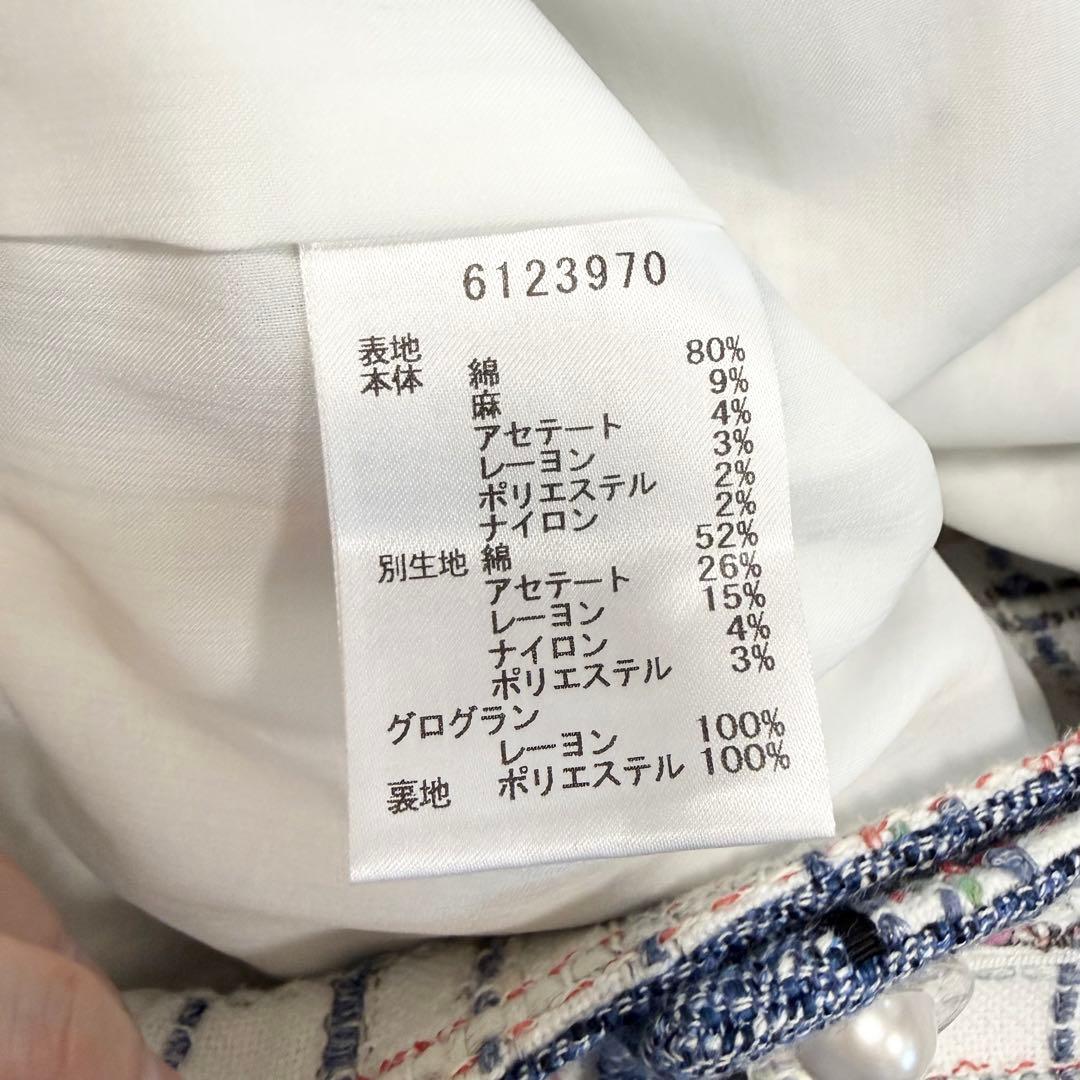 6123970
表地
本体 綿 80%
麻 9%
アセテート 4%
レーヨン 3%
ポリエステル 2%
ナイロン 2%
別生地 綿 52%
アセテート 26%
レーヨン 15%
ナイロン 4%
ポリエステル 3%
グログラン
レーヨン 100%
裏地 ポリエステル 100%